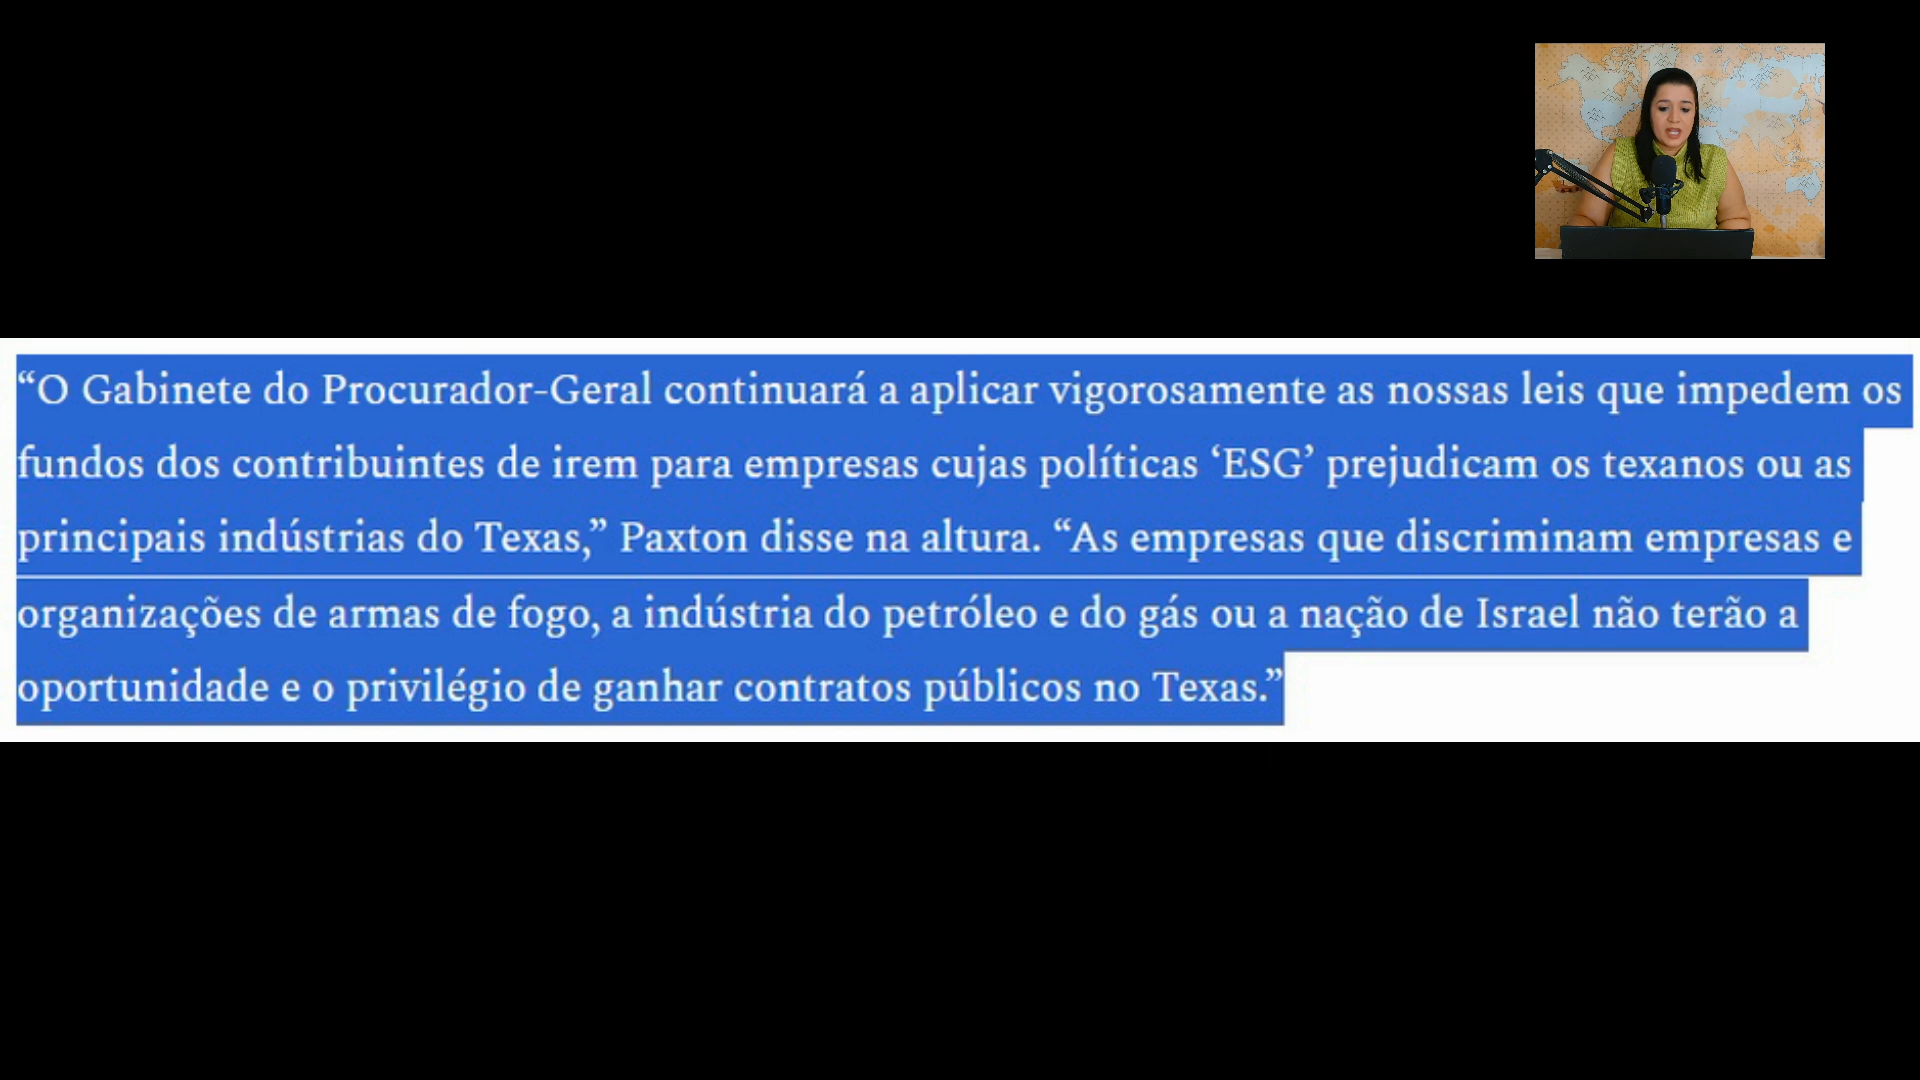 “O Gabinete do Procurador-Geral continuará a aplicar vigorosamente as nossas leis que impedem os
fundos dos contribuintes de irem para empresas cujas políticas ‘ESG’ prejudicam os texanos ou as
principais indústrias do Texas,” Paxton disse na altura. “As empresas que discriminam empresas e
organizações de armas de fogo, a indústria do petróleo e do gás ou a nação de Israel não terão a
oportunidade e o privilégio de ganhar contratos públicos no Texas.”